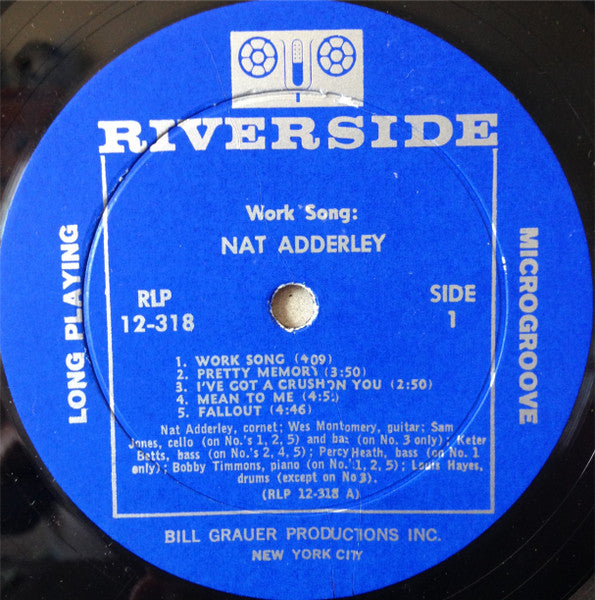 RIVERSIDE
Work Song:
NAT ADDERLEY
LONG PLAYING
MICROGROOVE
RLP
12-318
SIDE
1
1. WORK SONG (4:09)
2. PRETTY MEMORY (3:50)
3. I'VE GOT A CRUSH ON YOU (2:50)
4. MEAN TO ME (4:5
5. FALLOUT (4:46)
Nat Adderley, cornet; Wes Montgomery, guitar; Sam
Jones, cello (on No.'s 1, 2, 5) and bass (on No. 3 only); Keter
Betts, bass (on No.'s 2, 4, 5); Percy Heath, bass (on No. 1
only); Bobby Timmons, piano (on No.'s 1, 2, 5); Louis Hayes,
drums (except on No. 3).
(RLP 12-318 A)
BILL GRAUER PRODUCTIONS INC.
NEW YORK CITY